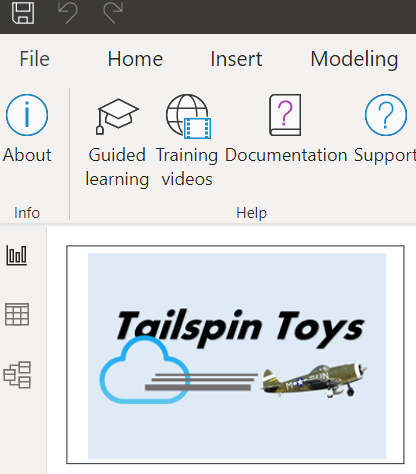 File Home Insert Modeling
About Guided learning Training videos Documentation Support
Info Help
Tailspin Toys